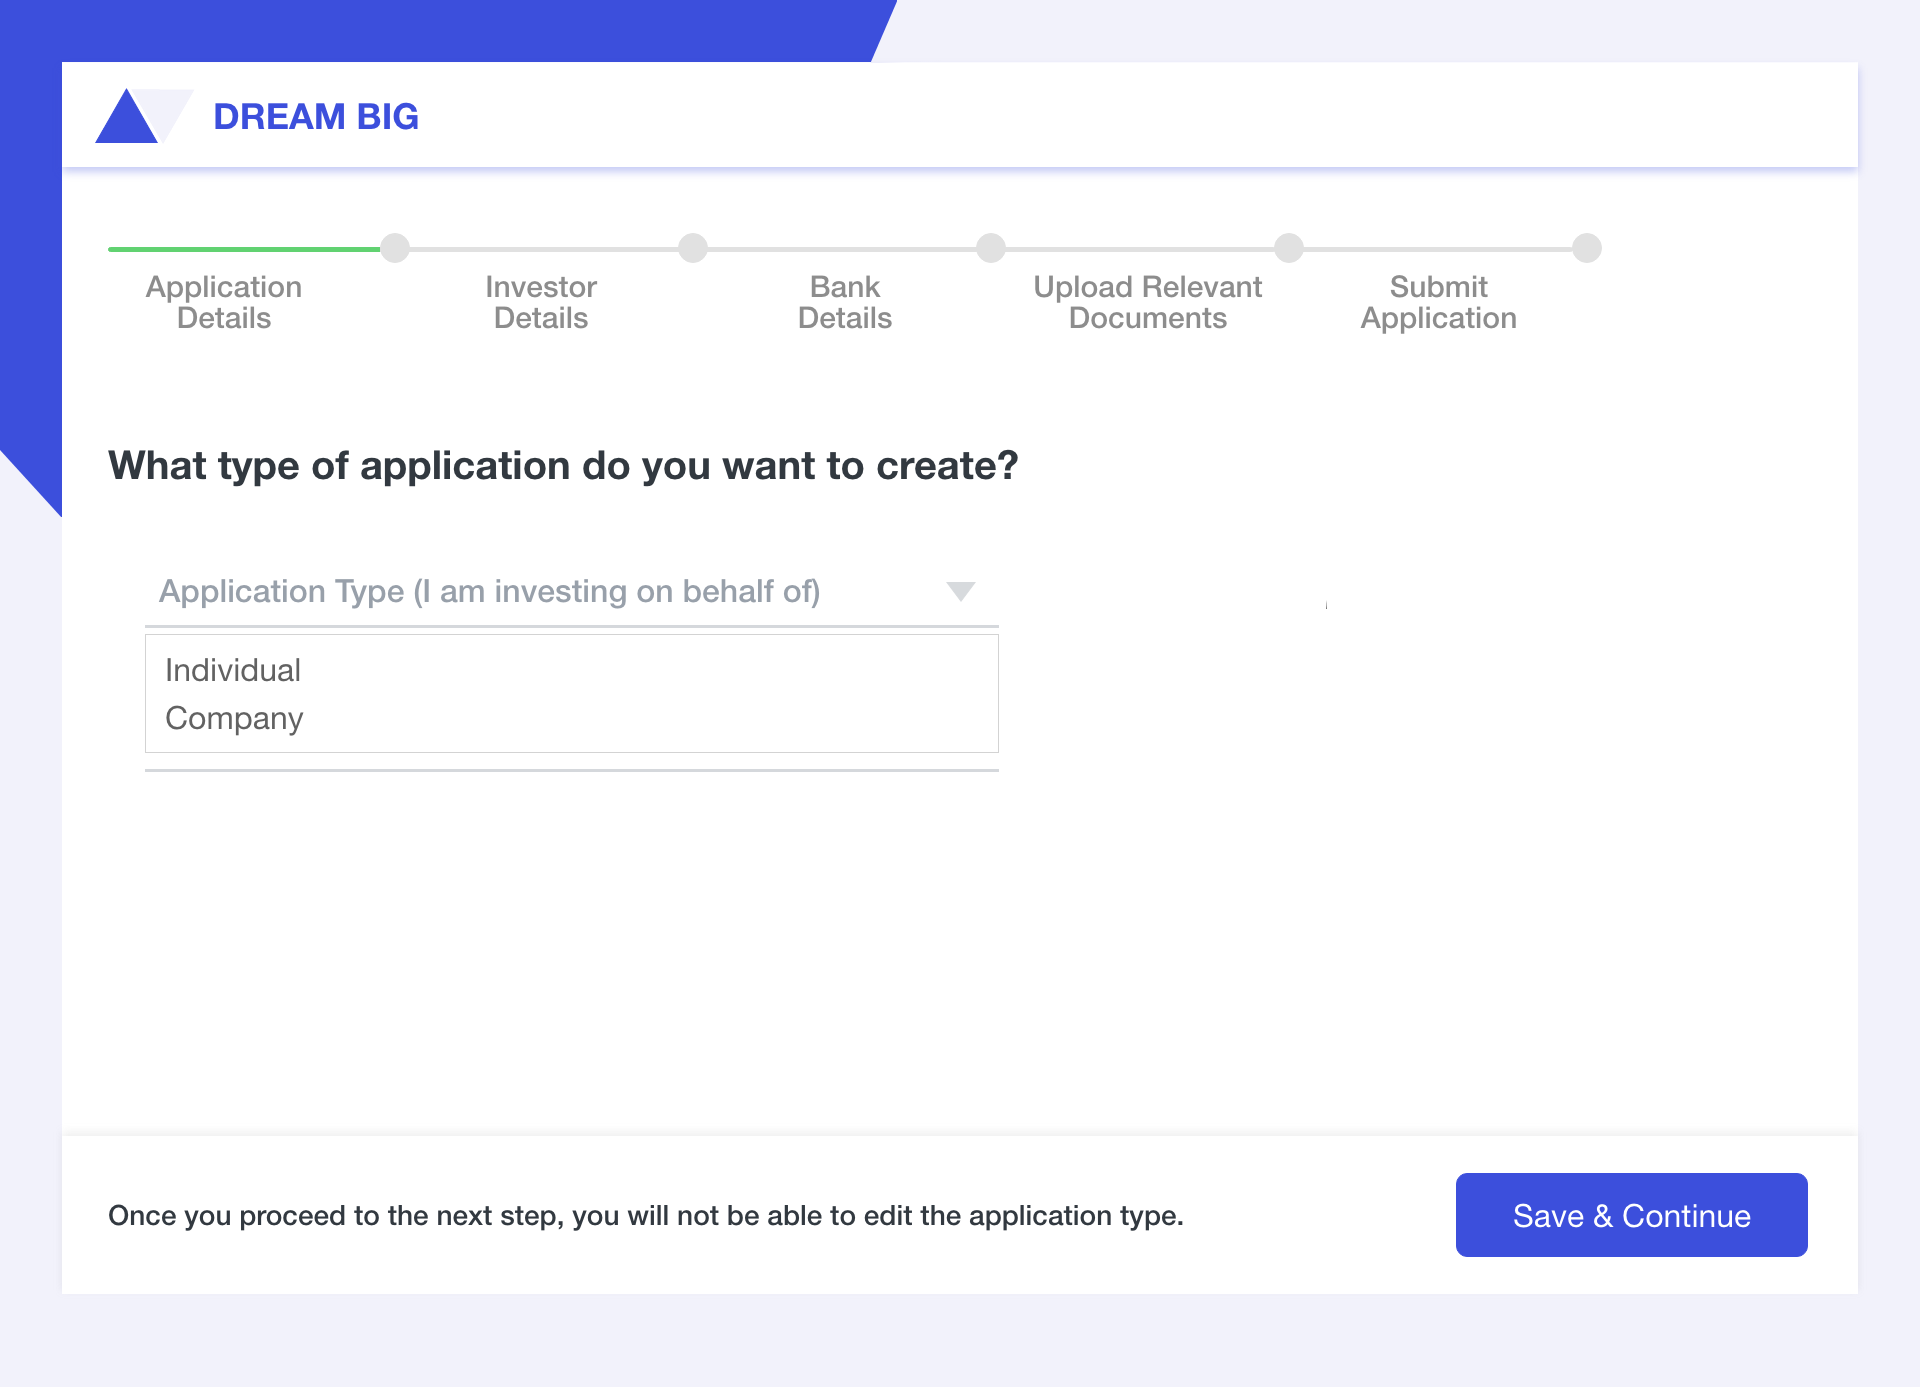 DREAM BIG
Application
Details
Investor
Details
Bank
Details
Upload Relevant
Documents
Submit
Application
What type of application do you want to create?
Application Type (I am investing on behalf of)
Individual
Company
Once you proceed to the next step, you will not be able to edit the application type.
Save & Continue